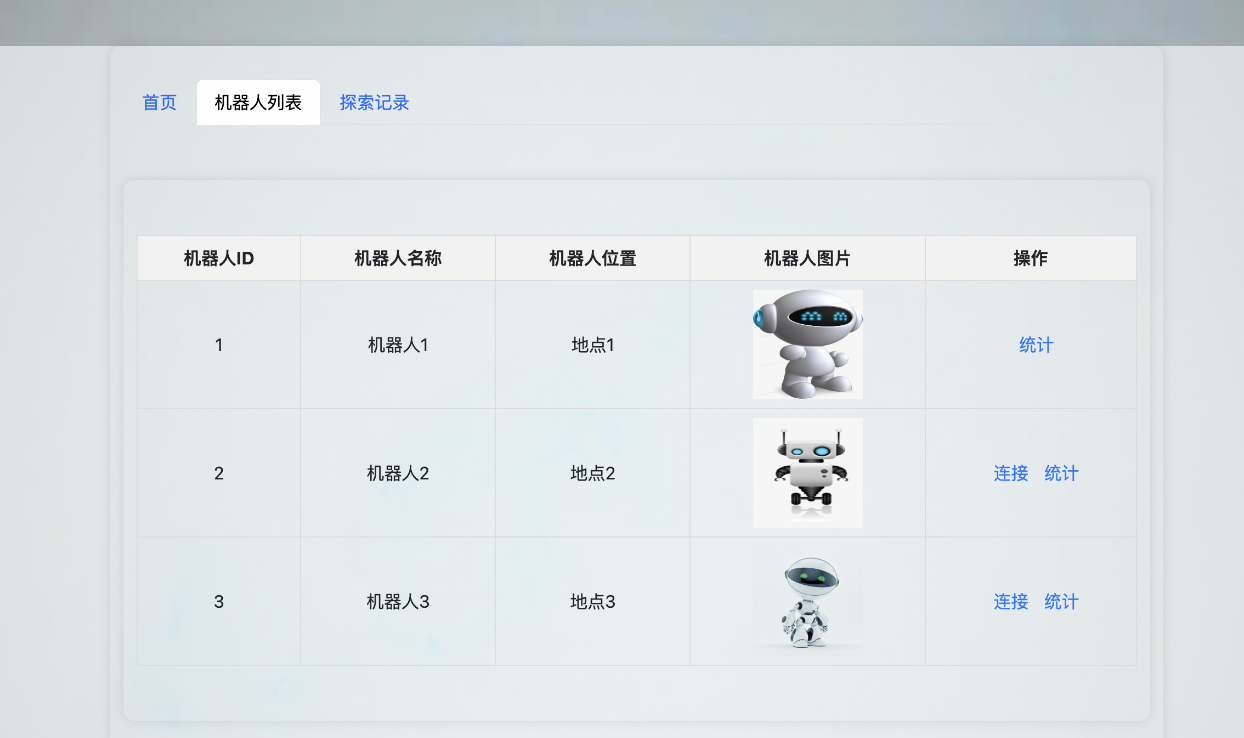 首页 机器人列表 探索记录
机器人ID 机器人名称 机器人位置 机器人图片 操作
1 机器人1 地点1 统计
2 机器人2 地点2 连接 统计
3 机器人3 地点3 连接 统计